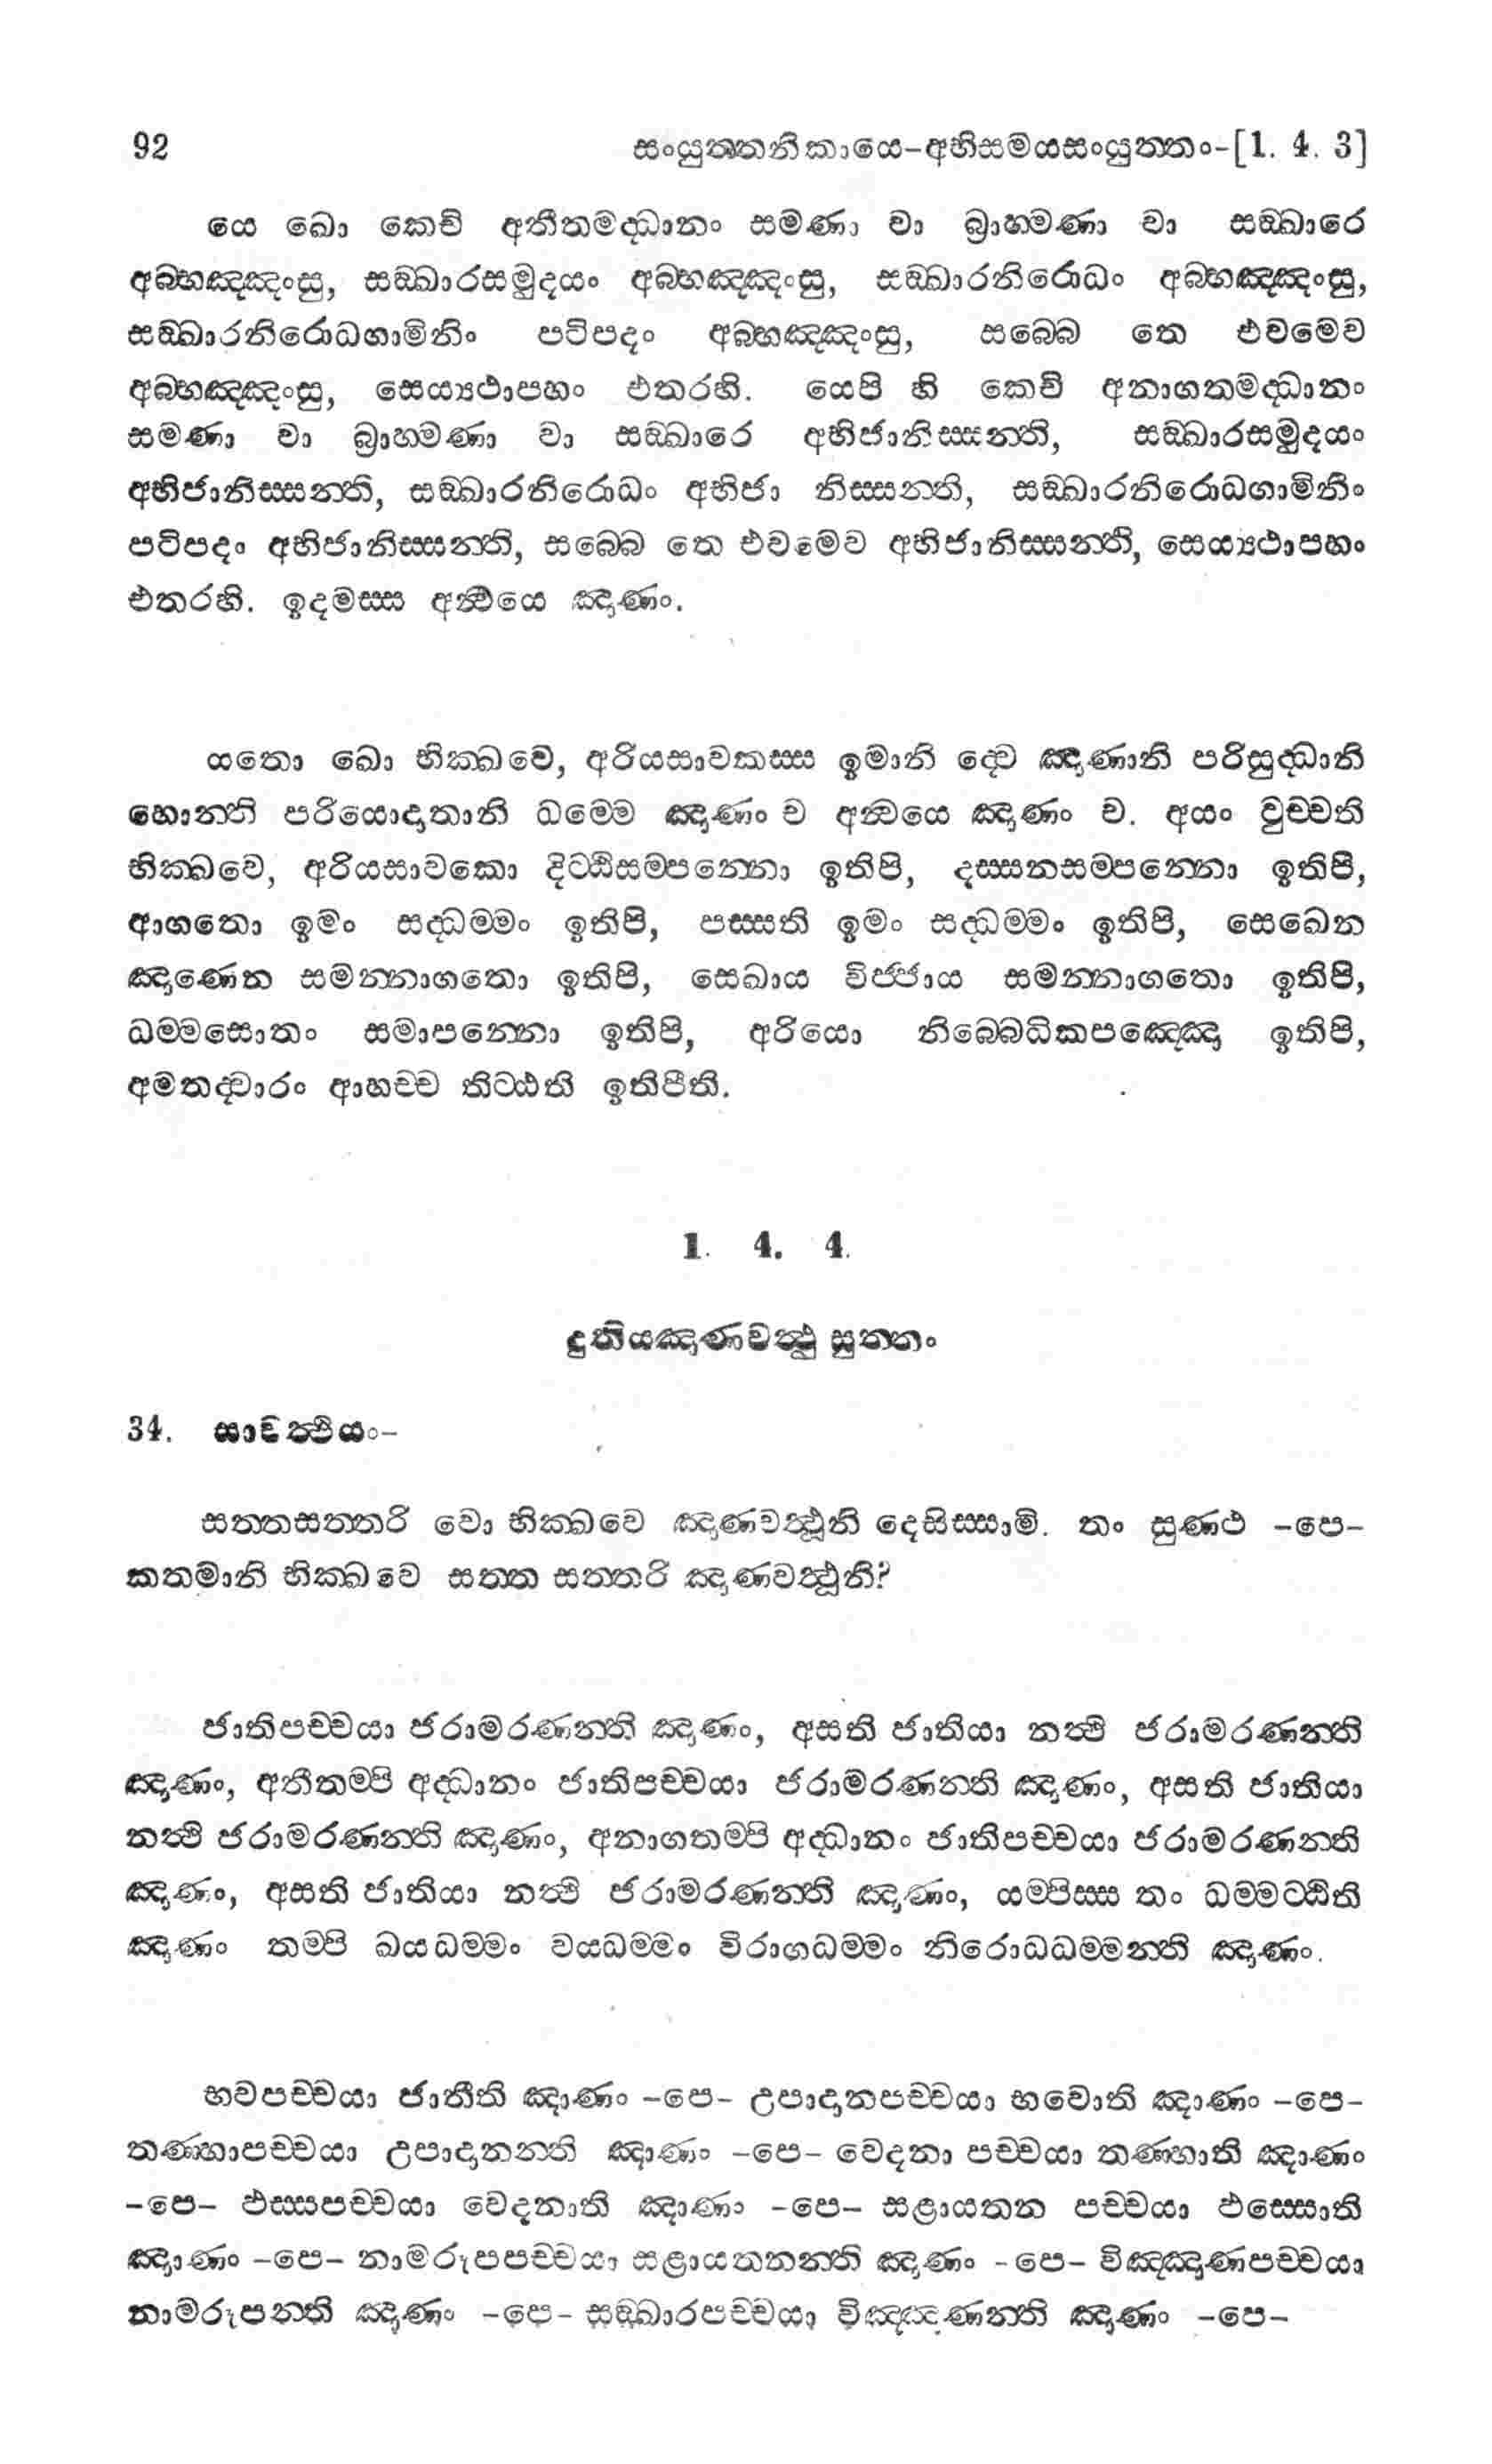 92 සංයුත්තනිකායෙ-අභිසමයසංයුත්තං-[1. 4. 3]
යෙ ඛො කෙචි අතීතමද්ධානං සමණා වා බ්‍රාහ්මණා වා සඞ්ඛාරෙ
අබ්භඤ්ඤංසු, සඞ්ඛාරසමුදයං අබ්භඤ්ඤංසු, සඞ්ඛාරනිරොධං අබ්භඤ්ඤංසු,
සඞ්ඛාරනිරොධගාමිනිං පටිපදං අබ්භඤ්ඤංසු, සබ්බෙ තෙ එවමෙව
අබ්භඤ්ඤංසු, සෙය්‍යථාපහං එතරහි. යෙපි හි කෙචි අනාගතමද්ධානං
සමණා වා බ්‍රාහ්මණා වා සඞ්ඛාරෙ අභිජානිස්සන්ති, සඞ්ඛාරසමුදයං
අභිජානිස්සන්ති, සඞ්ඛාරනිරොධං අභිජා නිස්සන්ති, සඞ්ඛාරනිරොධගාමිනිං
පටිපදං අභිජානිස්සන්ති, සබ්බෙ තෙ එවමෙව අභිජානිස්සන්ති, සෙය්‍යථාපහං
එතරහි. ඉදමස්ස අන්වයෙ ඤාණං.
යතො ඛො භික්ඛවෙ, අරියසාවකස්ස ඉමානි ද්වෙ ඤාණානි පරිසුද්ධානි
හොන්ති පරියොදාතානි ධම්මෙ ඤාණං ච අන්වයෙ ඤාණං ච. අයං වුච්චති
භික්ඛවෙ, අරියසාවකො දිට්ඨිසම්පන්නො ඉතිපි, දස්සනසම්පන්නො ඉතිපි,
ආගතො ඉමං සද්ධම්මං ඉතිපි, පස්සති ඉමං සද්ධම්මං ඉතිපි, සෙඛෙන
ඤාණෙන සමන්නාගතො ඉතිපි, සෙඛාය විජ්ජාය සමන්නාගතො ඉතිපි,
ධම්මසොතං සමාපන්නො ඉතිපි, අරියො නිබ්බෙධිකපඤ්ඤො ඉතිපි,
අමතද්වාරං ආහච්ච තිට්ඨති ඉතිපීති.
1. 4. 4.
දුතියඤාණවත්ථු සුත්තං
34. සාවත්ථියං-
සත්තසත්තරි වො භික්ඛවෙ ඤාණවත්ථූනි දෙසිස්සාමි. තං සුණාථ -පෙ-
කතමානි භික්ඛවෙ සත්ත සත්තරි ඤාණවත්ථූනි?
ජාතිපච්චයා ජරාමරණන්ති ඤාණං, අසති ජාතියා නත්ථි ජරාමරණන්ති
ඤාණං, අතීතම්පි අද්ධානං ජාතිපච්චයා ජරාමරණන්ති ඤාණං, අසති ජාතියා
නත්ථි ජරාමරණන්ති ඤාණං, අනාගතම්පි අද්ධානං ජාතිපච්චයා ජරාමරණන්ති
ඤාණං, අසති ජාතියා නත්ථි ජරාමරණන්ති ඤාණං, යම්පිස්ස තං ධම්මට්ඨිති
ඤාණං තම්පි ඛයධම්මං වයධම්මං විරාගධම්මං නිරොධධම්මන්ති ඤාණං.
භවපච්චයා ජාතීති ඤාණං -පෙ- උපාදානපච්චයා භවොති ඤාණං -පෙ-
තණ්හාපච්චයා උපාදානන්ති ඤාණං -පෙ- වෙදනා පච්චයා තණ්හාති ඤාණං
-පෙ- ඵස්සපච්චයා වෙදනාති ඤාණං -පෙ- සළායතන පච්චයා ඵස්සොති
ඤාණං -පෙ- නාමරූපපච්චයා සළායතනන්ති ඤාණං -පෙ- විඤ්ඤාණපච්චයා
නාමරූපන්ති ඤාණං -පෙ- සඞ්ඛාරපච්චයා විඤ්ඤාණන්ති ඤාණං -පෙ-